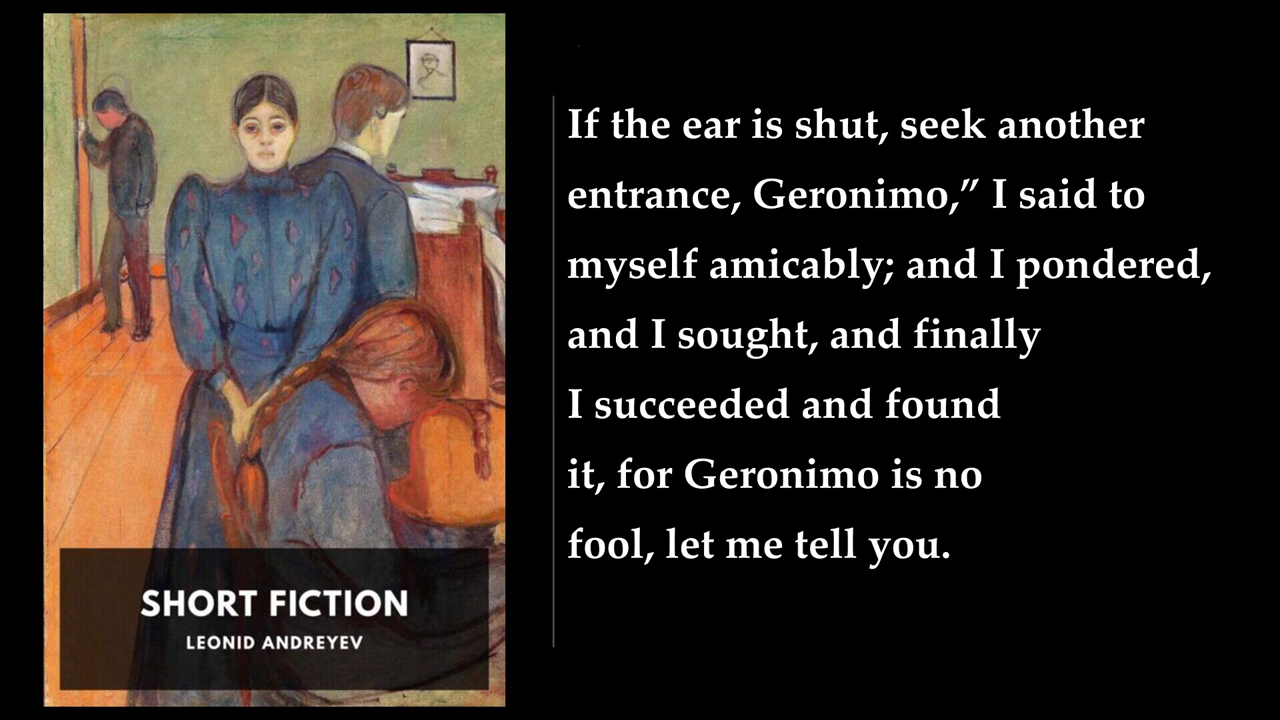 If the ear is shut, seek another
entrance, Geronimo,” I said to
myself amicably; and I pondered,
and I sought, and finally
I succeeded and found
it, for Geronimo is no
fool, let me tell you.
SHORT FICTION
LEONID ANDREYEV